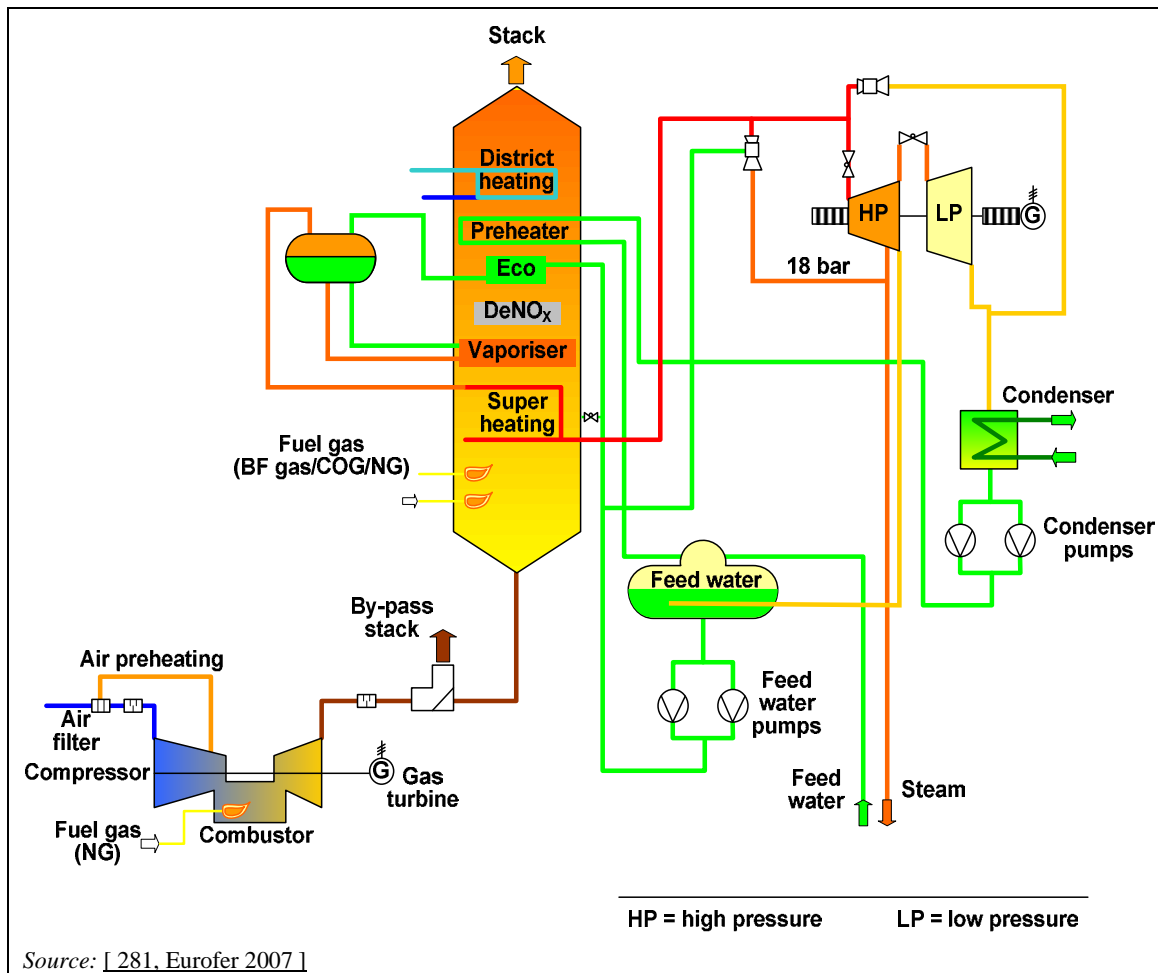 Stack
District
heating
Preheater
Eco
DeNOX
Vaporiser
Super
heating
Fuel gas
(BF gas/COG/NG)
HP
LP
G
18 bar
Condenser
Condenser
pumps
Feed water
By-pass
stack
Air preheating
Air
filter
Compressor
G
Gas
turbine
Combustor
Fuel gas
(NG)
Feed
water
pumps
Feed
water
Steam
HP = high pressure
LP = low pressure
Source: [ 281, Eurofer 2007 ]